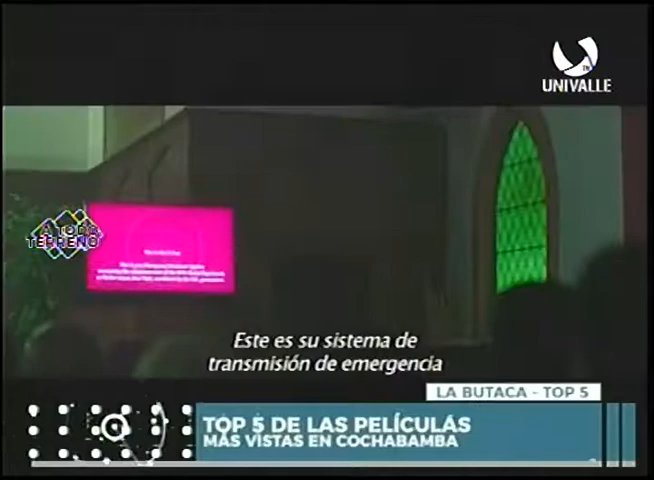 TV
UNIVALLE
A TODO
TERRENO
Este es su sistema de
transmisión de emergencia
LA BUTACA - TOP 5
TOP 5 DE LAS PELÍCULAS
MÁS VISTAS EN COCHABAMBA